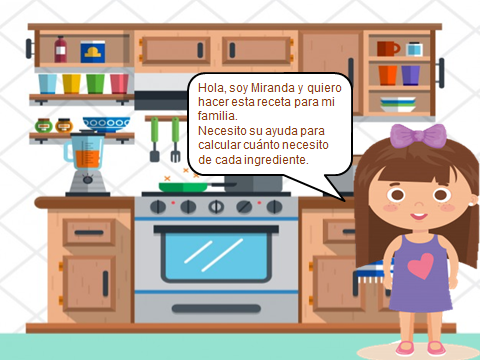 Hola, soy Miranda y quiero
hacer esta receta para mi
familia.
Necesito su ayuda para
calcular cuánto necesito
de cada ingrediente.